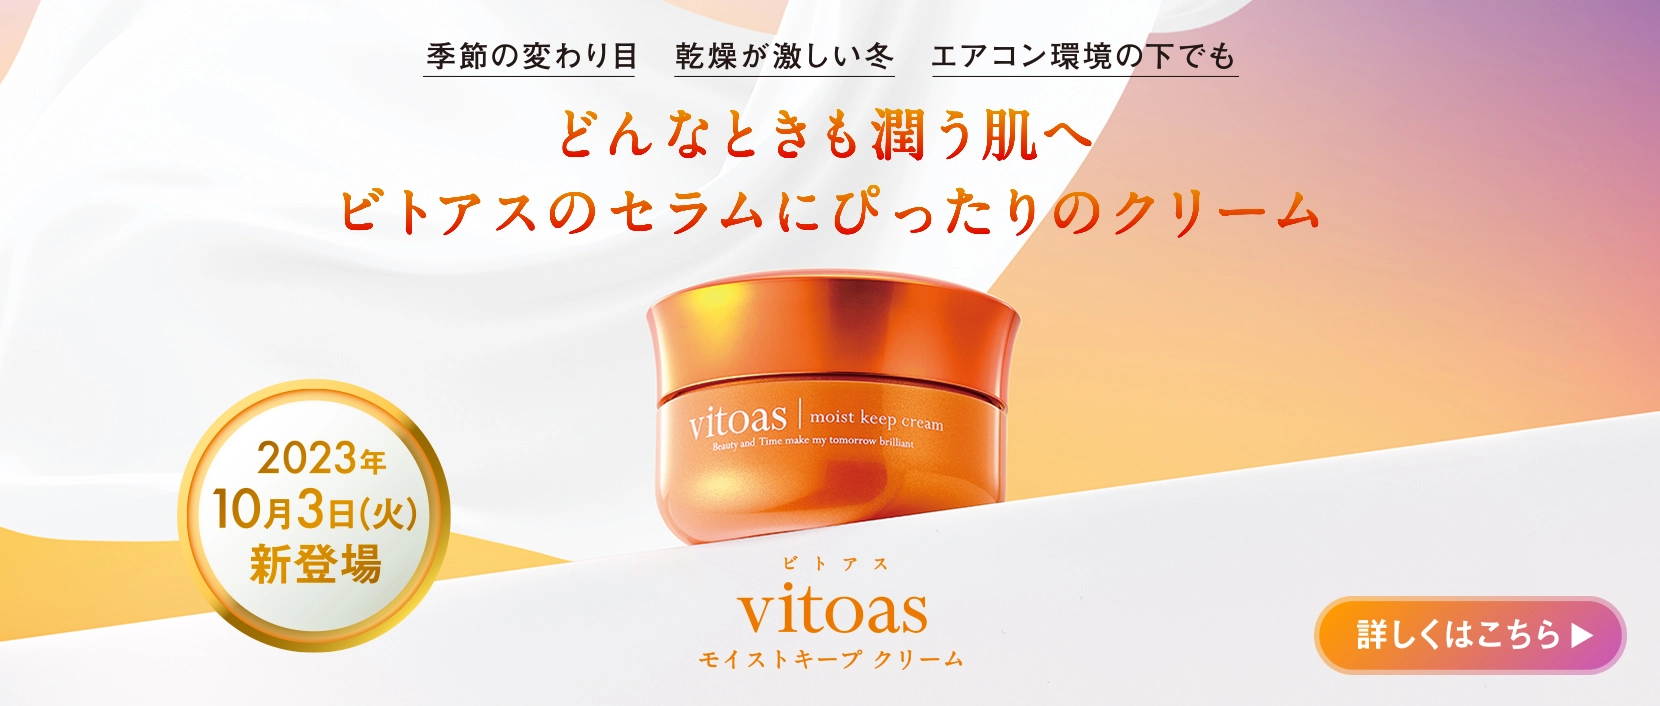 季節の変わり目　乾燥が激しい冬　エアコン環境の下でも
どんなときも潤う肌へ
ビトアスのセラムにぴったりのクリーム
vitoas | moist keep cream
Beauty and Time make my tomorrow brilliant
2023年
10月3日(火)
新登場
ビトアス
vitoas
モイストキープ クリーム
詳しくはこちら▶